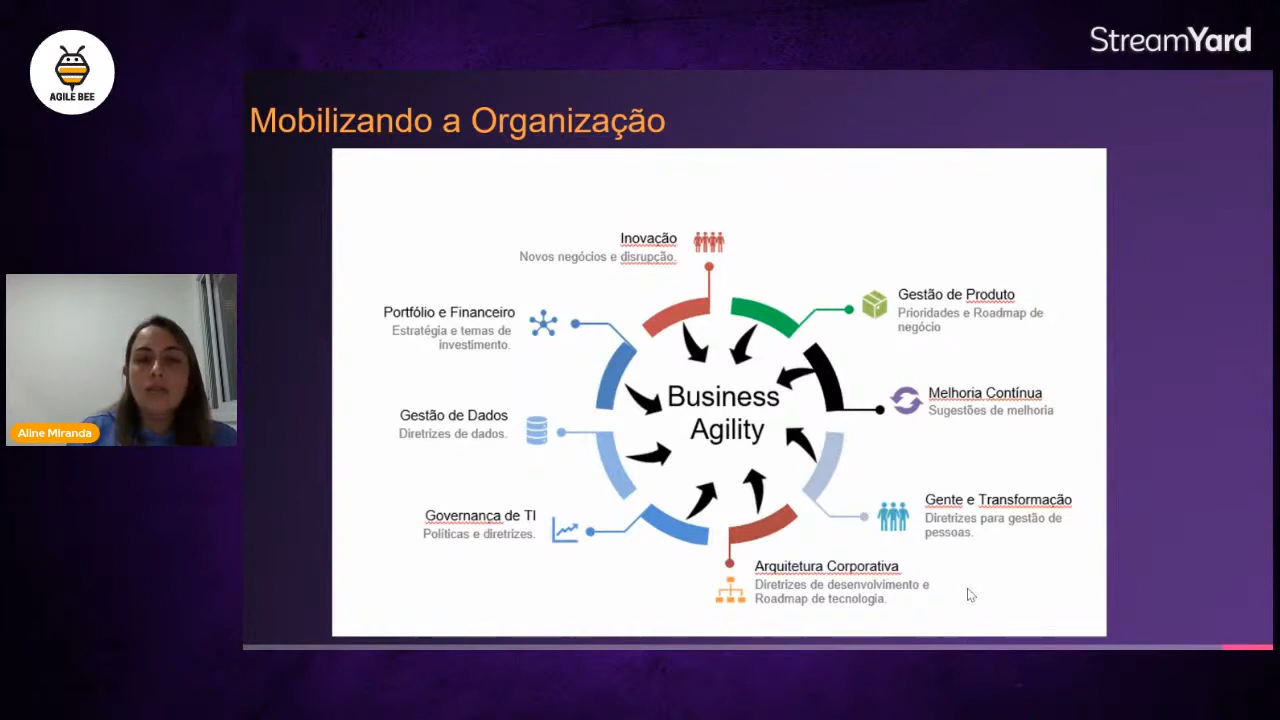 AGILE BEE
StreamYard
Mobilizando a Organização
Inovação
Novos negócios e disrupção.
Gestão de Produto
Prioridades e Roadmap de
negócio
Portfólio e Financeiro
Estratégia e temas de
investimento.
Melhoria Contínua
Sugestões de melhoria
Business
Agility
Gestão de Dados
Diretrizes de dados.
Aline Miranda
Gente e Transformação
Diretrizes para gestão de
pessoas.
Governança de TI
Políticas e diretrizes.
Arquitetura Corporativa
Diretrizes de desenvolvimento e
Roadmap de tecnologia.